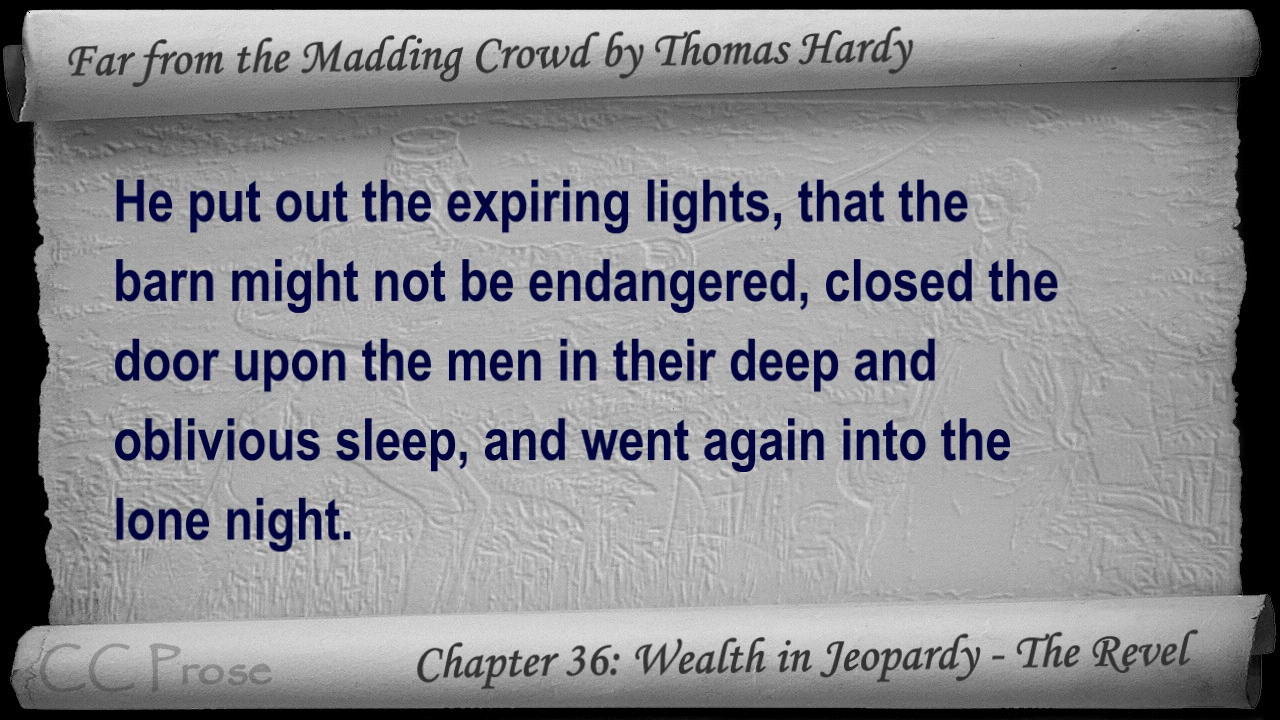 Far from the Madding Crowd by Thomas Hardy
He put out the expiring lights, that the
barn might not be endangered, closed the
door upon the men in their deep and
oblivious sleep, and went again into the
lone night.
CC Prose
Chapter 36: Wealth in Jeopardy - The Revel